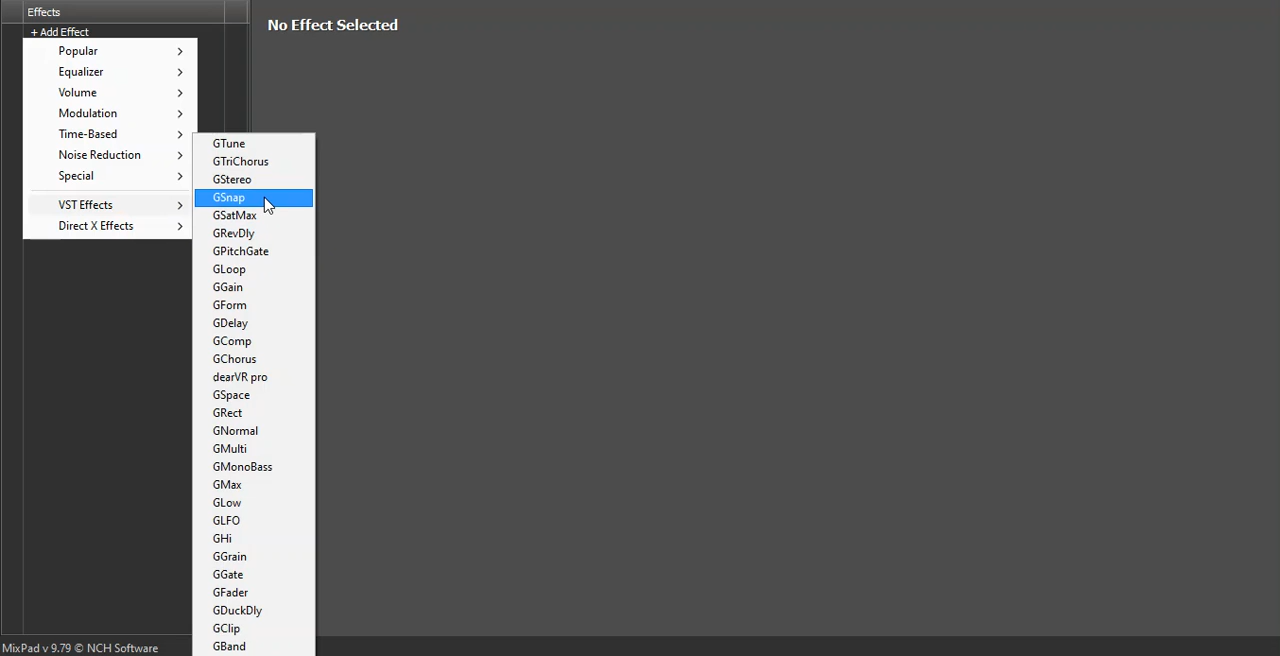 Effects
No Effect Selected
+ Add Effect
Popular
Equalizer
Volume
Modulation
Time-Based
Noise Reduction
Special
VST Effects
Direct X Effects
GTune
GTriChorus
GStereo
GSnap
GSatMax
GRevDly
GPitchGate
GLoop
GGain
GForm
GDelay
GComp
GChorus
dearVR pro
GSpace
GRect
GNormal
GMulti
GMonoBass
GMax
GLow
GLFO
GHi
GGrain
GGate
GFader
GDuckDly
GClip
GBand
MixPad v 9.79 © NCH Software